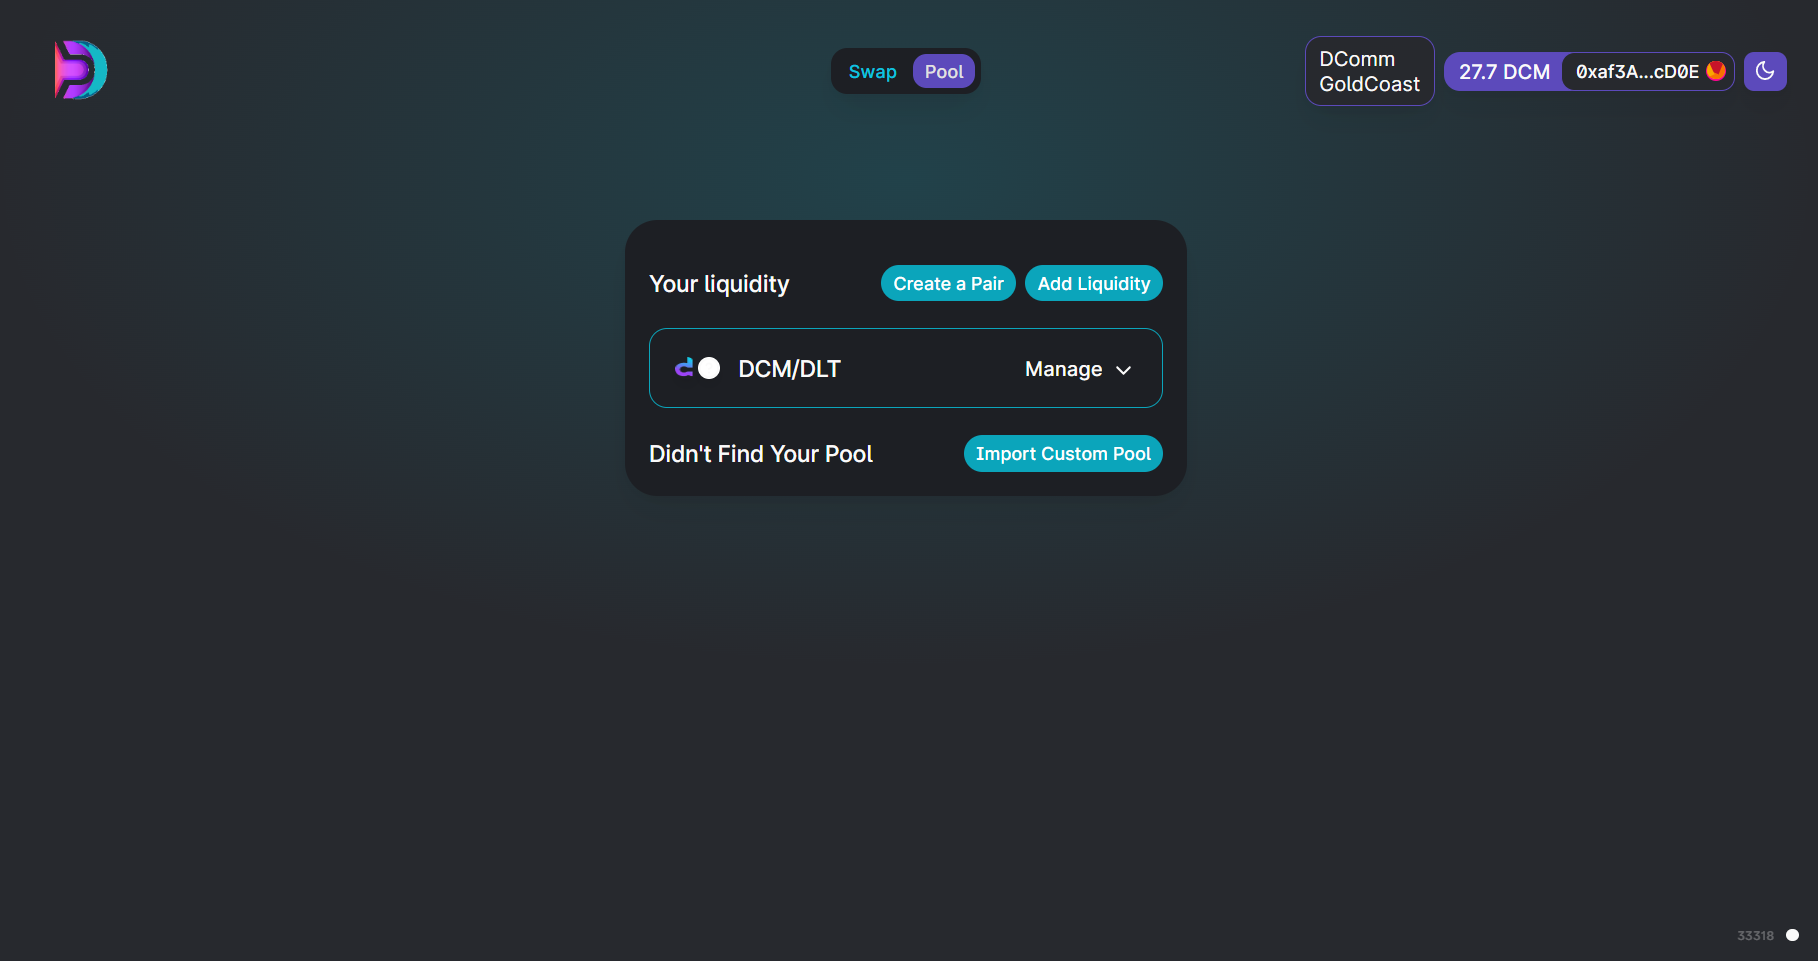 Swap
Pool
DComm
GoldCoast
27.7 DCM
0xaf3A...cD0E
Your liquidity
Create a Pair
Add Liquidity
DCM/DLT
Manage
Didn't Find Your Pool
Import Custom Pool
33318